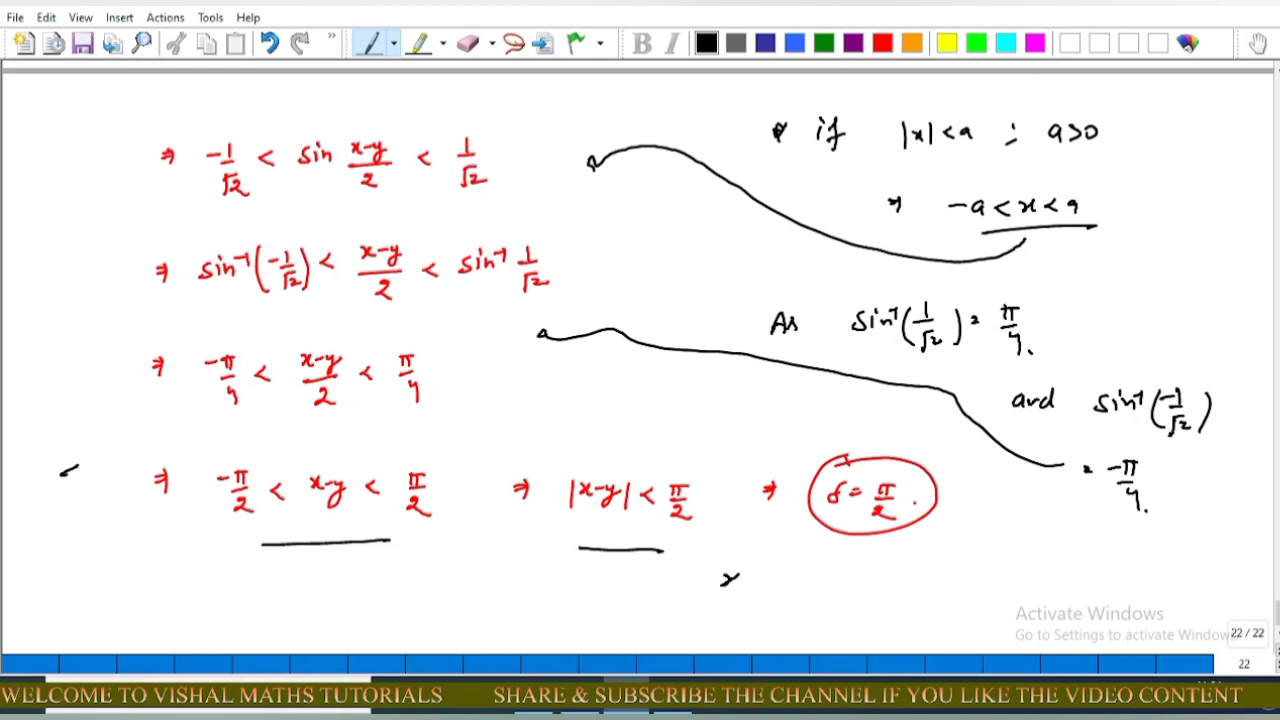 File Edit View Insert Actions Tools Help
if |x| < a ; a > 0
⇒ -1/√2 < sin (x-y)/2 < 1/√2
⇒ -a < x < a
⇒ sin⁻¹(-1/√2) < (x-y)/2 < sin⁻¹ 1/√2
As sin⁻¹(1/√2) = π/4.
⇒ -π/4 < (x-y)/2 < π/4
and sin⁻¹(-1/√2)
= -π/4.
⇒ -π/2 < x-y < π/2 ⇒ |x-y| < π/2 ⇒ δ = π/2.
x
Activate Windows
Go to Settings to activate Windows
22 / 22
22
WELCOME TO VISHAL MATHS TUTORIALS SHARE & SUBSCRIBE THE CHANNEL IF YOU LIKE THE VIDEO CONTENT